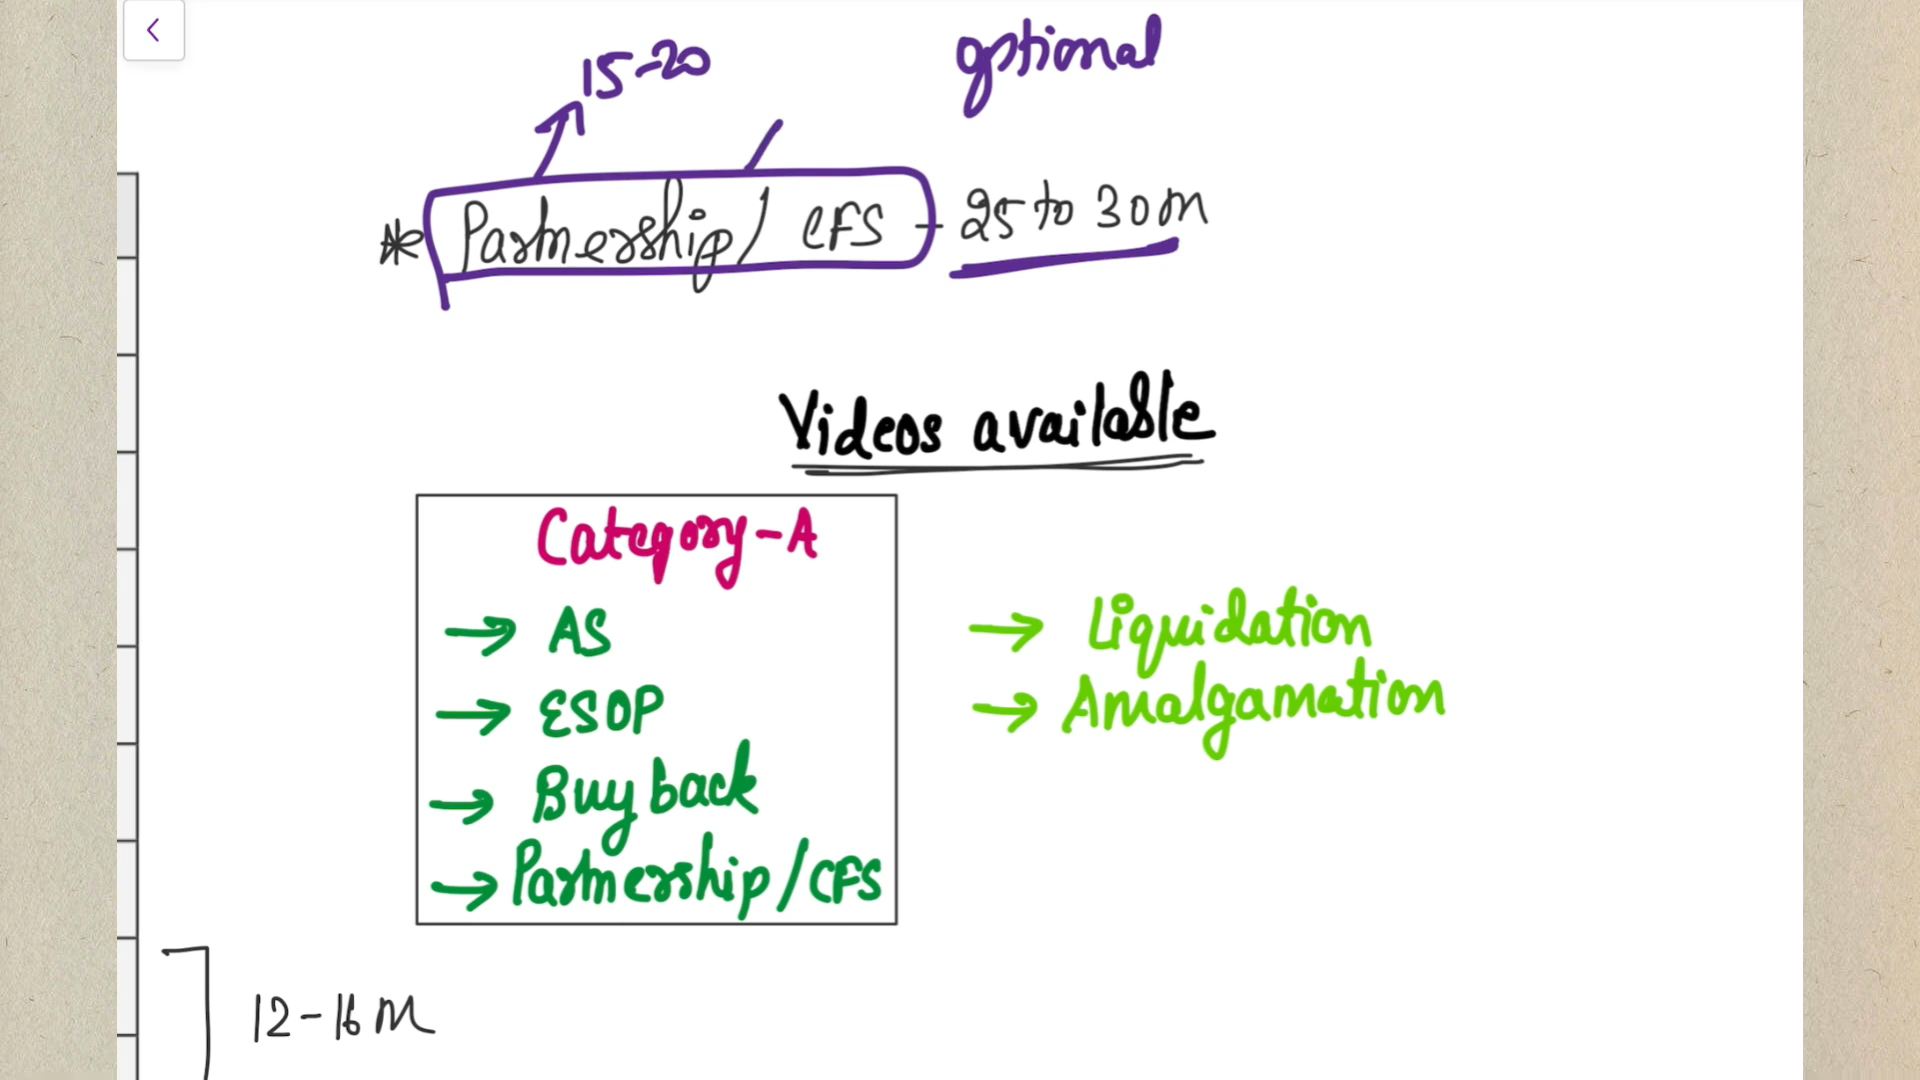 15-20 optional
* Partnership/ CFS - 25 to 30 M
Videos available
Category-A
→ AS
→ ESOP
→ Buy back
→ Partnership/CFS
→ Liquidation
→ Amalgamation
12-16 M